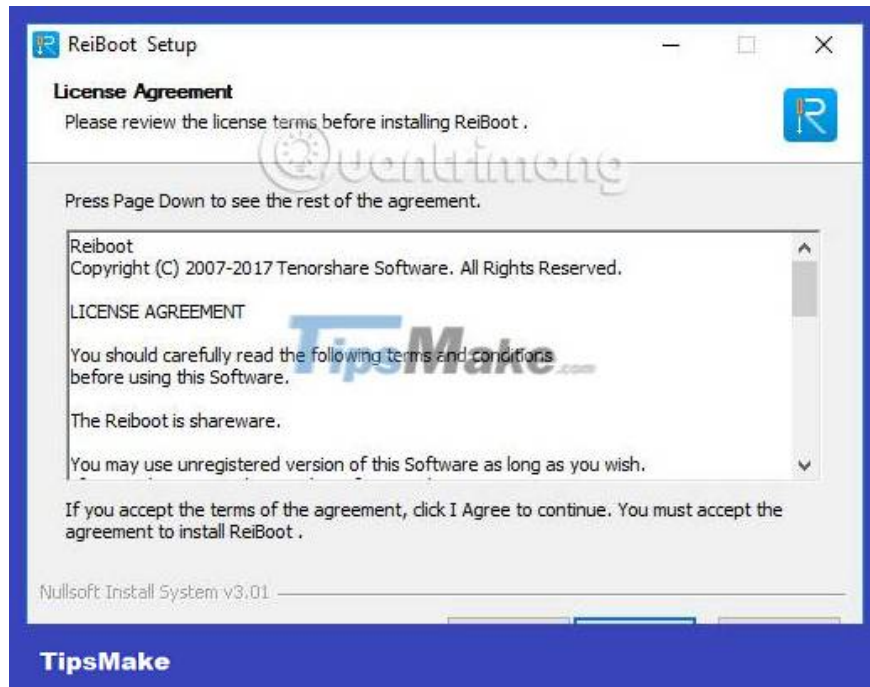 ReiBoot Setup
License Agreement
Please review the license terms before installing ReiBoot .
Quantrimang
Press Page Down to see the rest of the agreement.
Reiboot
Copyright (C) 2007-2017 Tenorshare Software. All Rights Reserved.
LICENSE AGREEMENT
You should carefully read the following terms and conditions
before using this Software.
TipsMake.com
The Reiboot is shareware.
You may use unregistered version of this Software as long as you wish.
If you accept the terms of the agreement, click I Agree to continue. You must accept the
agreement to install ReiBoot .
Nullsoft Install System v3.01
TipsMake